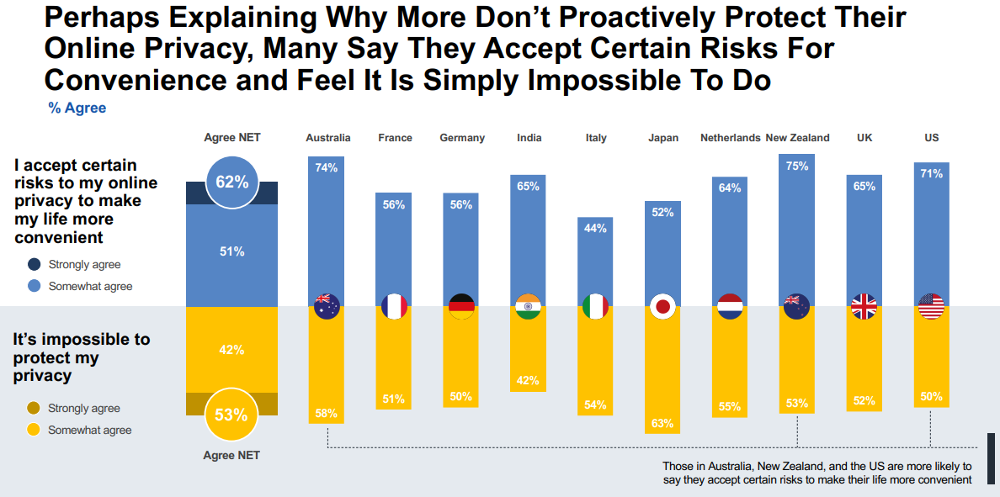 Perhaps Explaining Why More Don’t Proactively Protect Their
Online Privacy, Many Say They Accept Certain Risks For
Convenience and Feel It Is Simply Impossible To Do
% Agree
Agree NET
Australia
France
Germany
India
Italy
Japan
Netherlands
New Zealand
UK
US
I accept certain
risks to my online
privacy to make
my life more
convenient
Strongly agree
Somewhat agree
62%
51%
74%
56%
56%
65%
44%
52%
64%
75%
65%
71%
It’s impossible to
protect my
privacy
Strongly agree
Somewhat agree
42%
53%
Agree NET
58%
51%
50%
42%
54%
63%
55%
53%
52%
50%
Those in Australia, New Zealand, and the US are more likely to
say they accept certain risks to make their life more convenient